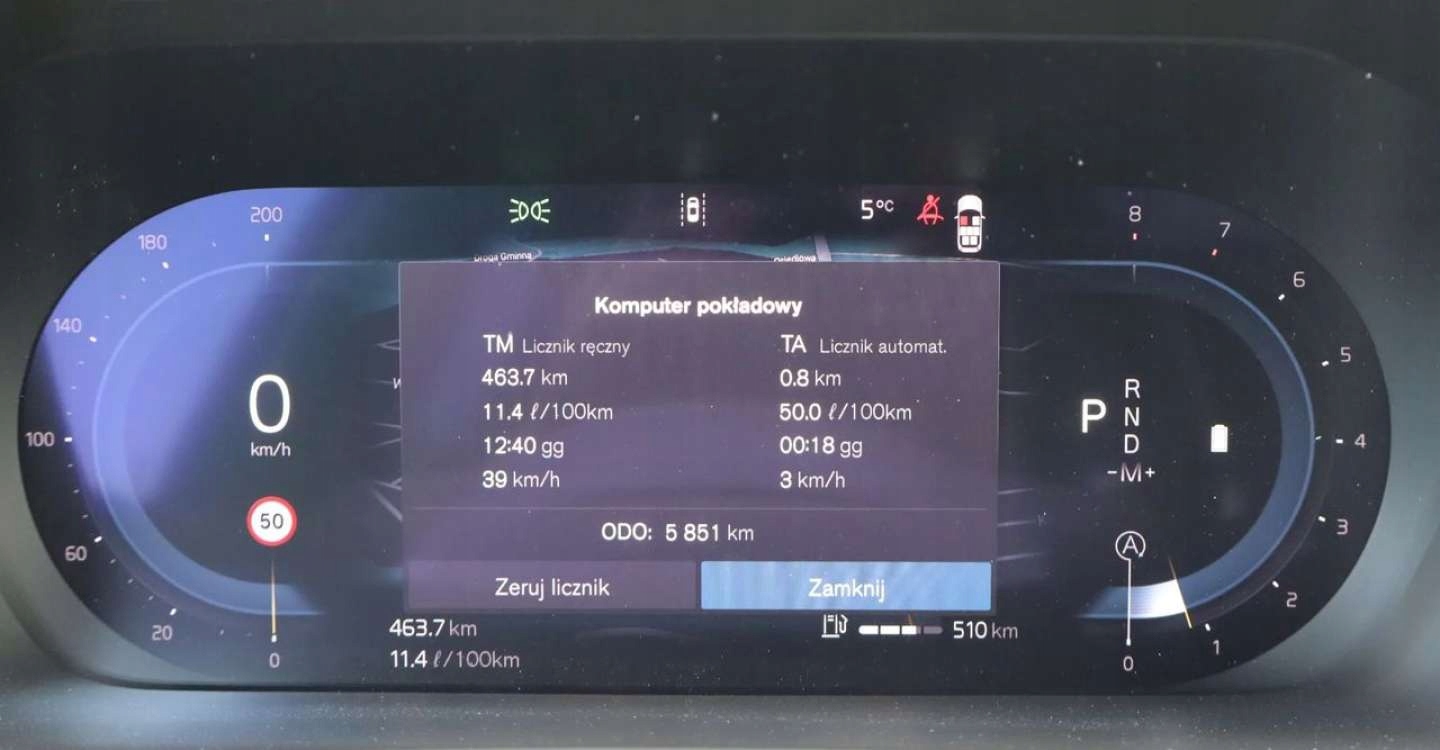 200
5°C
8
180
7
Droga Gminna
Osiedlowa
6
Komputer pokładowy
140
TM Licznik ręczny
TA Licznik automat.
5
463.7 km
0.8 km
R
0
P
N
11.4 ℓ/100km
50.0 ℓ/100km
100
km/h
12:40 gg
00:18 gg
D
4
39 km/h
3 km/h
-M+
50
ODO: 5 851 km
3
60
A
Zeruj licznik
Zamknij
2
20
463.7 km
510 km
1
0
11.4 ℓ/100km
0